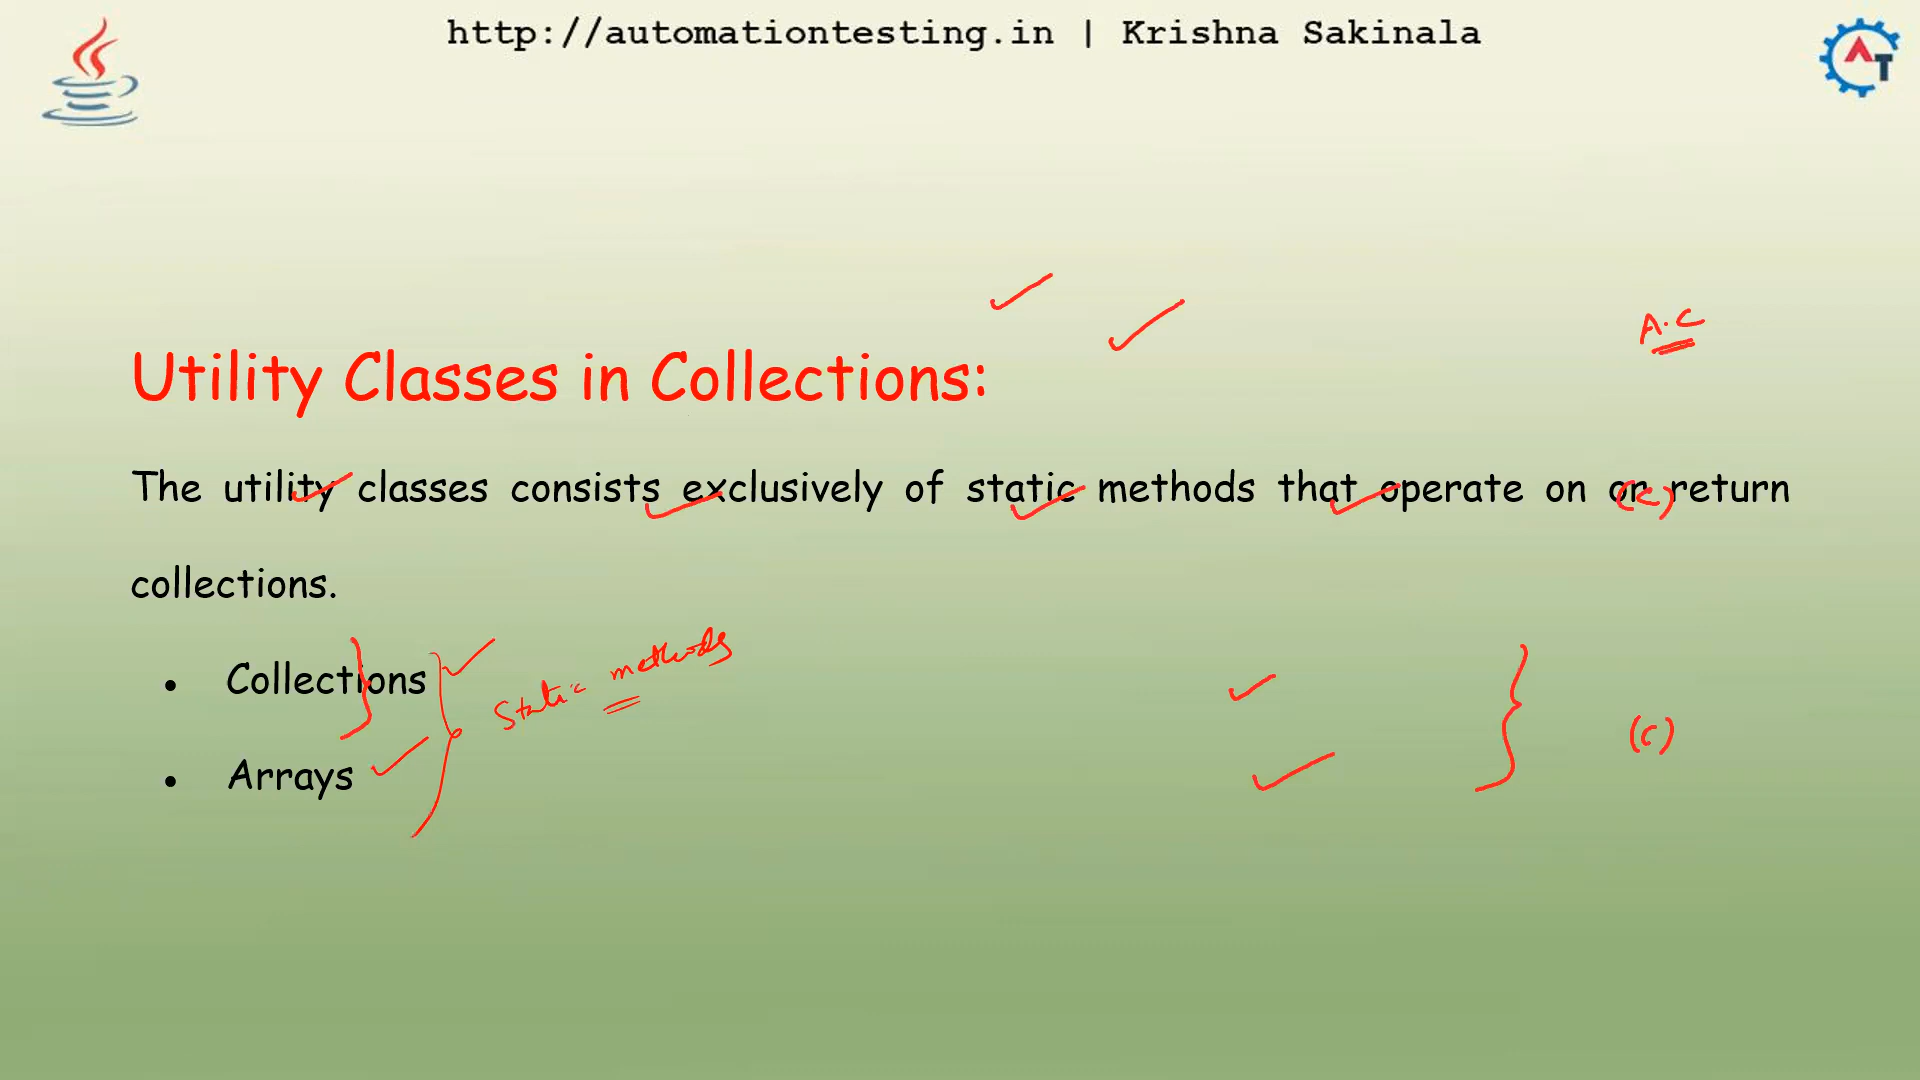 http://automationtesting.in | Krishna Sakinala
AT
A.C
Utility Classes in Collections:
The utility classes consists exclusively of static methods that operate on or return
(c)
collections.
Collections
static methods
Arrays
(c)